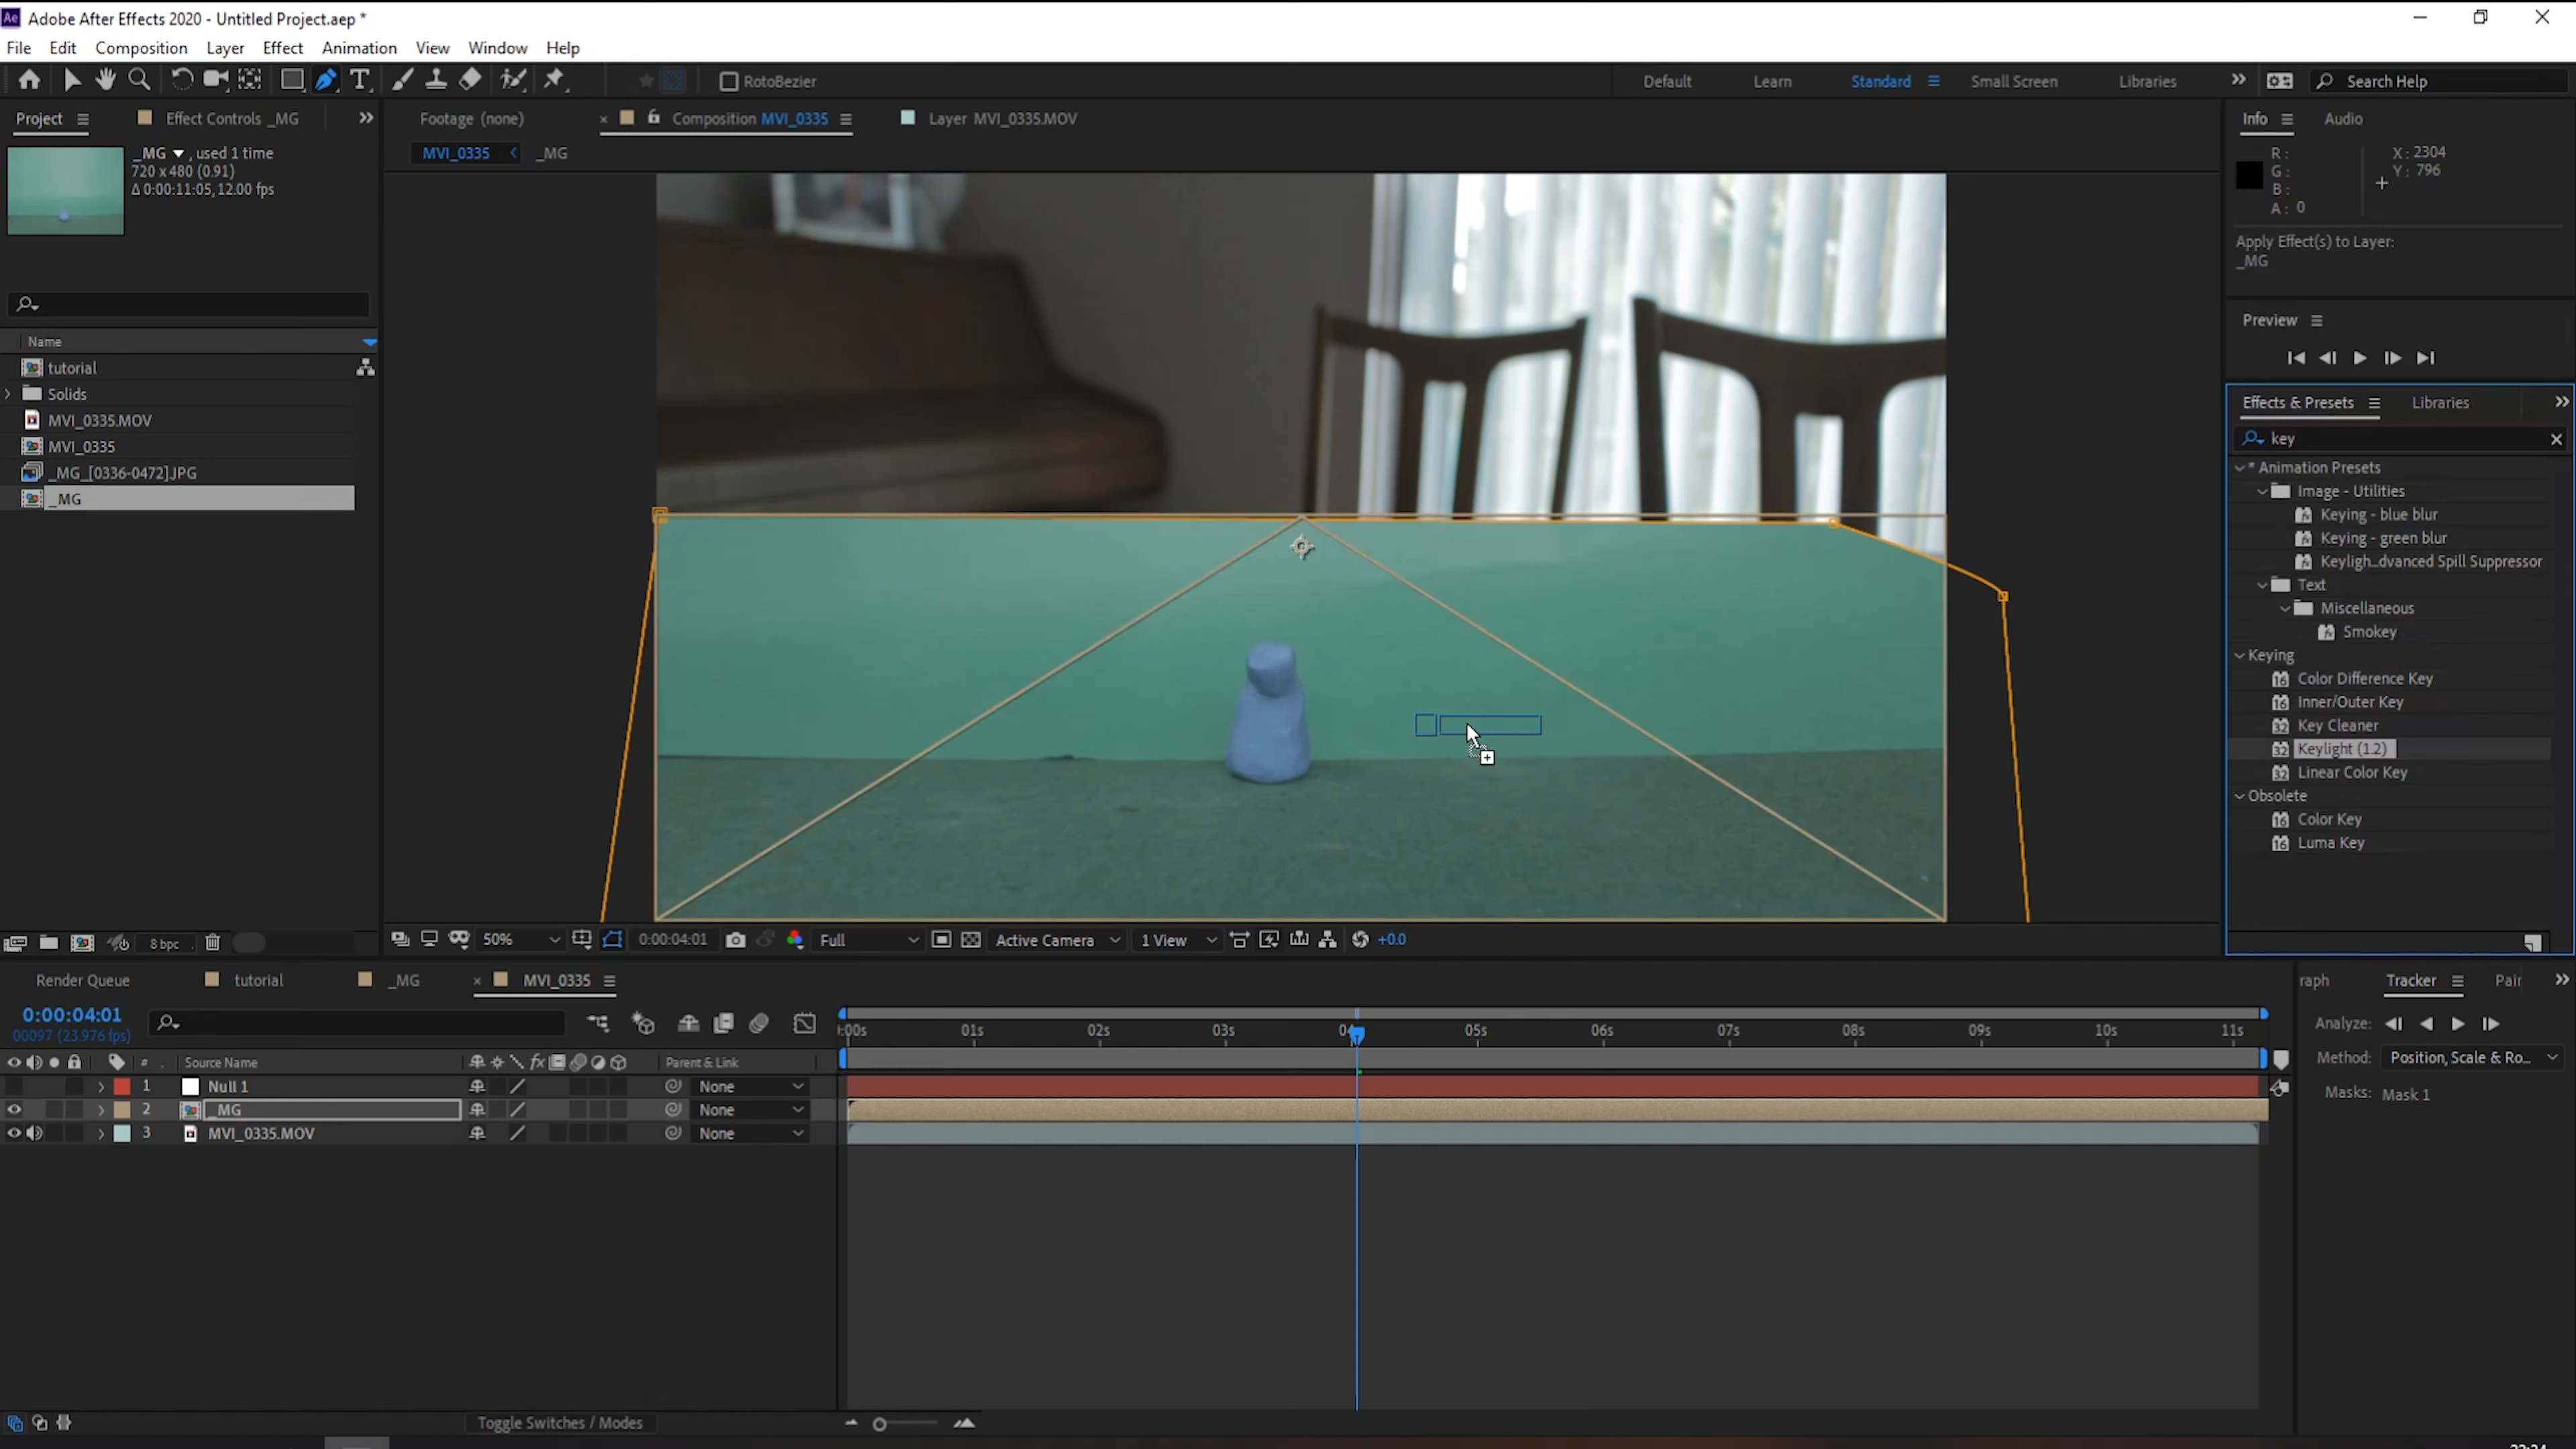 Adobe After Effects 2020 - Untitled Project.aep *
File Edit Composition Layer Effect Animation View Window Help
RotoBezier
Default Learn Standard Small Screen Libraries Search Help
Project Effect Controls _MG
Footage (none) Composition MVI_0335 Layer MVI_0335.MOV
MVI_0335 _MG
_MG , used 1 time
720 x 480 (0.91)
Δ 0:00:11:05, 12.00 fps
Name
tutorial
Solids
MVI_0335.MOV
MVI_0335
_MG_[0336-0472].JPG
_MG
8 bpc
50% 0:00:04:01 Full Active Camera 1 View +0.0
Info Audio
R :
G :
B :
A : 0
X : 2304
Y : 796
Apply Effect(s) to Layer:
_MG
Preview
Effects & Presets Libraries
key
* Animation Presets
Image - Utilities
Keying - blue blur
Keying - green blur
Keyligh...dvanced Spill Suppressor
Text
Miscellaneous
Smokey
Keying
Color Difference Key
Inner/Outer Key
Key Cleaner
Keylight (1.2)
Linear Color Key
Obsolete
Color Key
Luma Key
Render Queue tutorial _MG MVI_0335
0:00:04:01
00097 (23.976 fps)
:00s 01s 02s 03s 04 05s 06s 07s 08s 09s 10s 11s
# . Source Name fx Parent & Link
1 Null 1 None
2 _MG None
3 MVI_0335.MOV None
Toggle Switches / Modes
raph Tracker Pair
Analyze:
Method: Position, Scale & Ro...
Masks: Mask 1